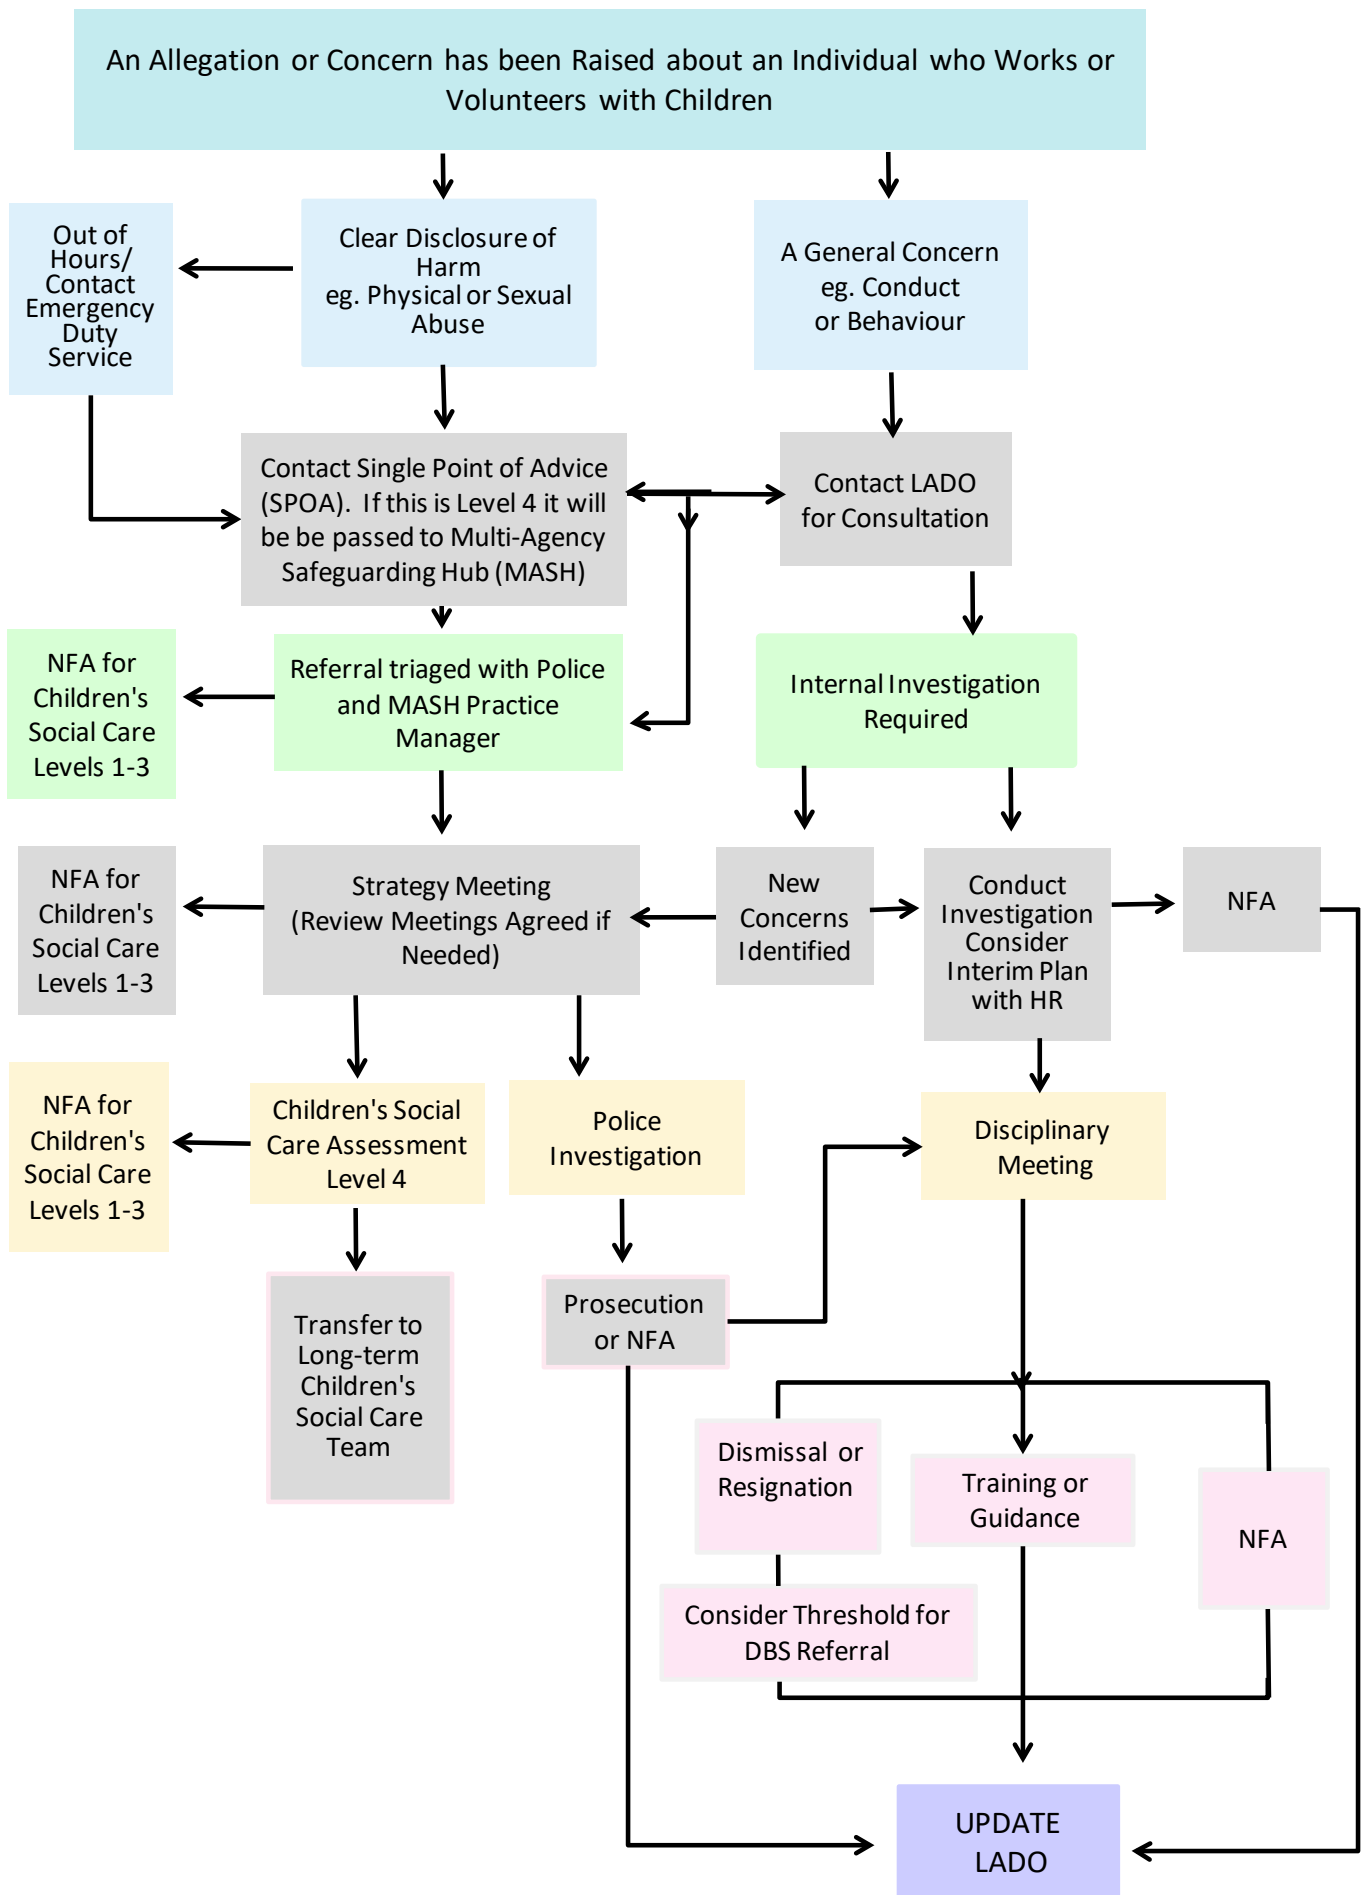 An Allegation or Concern has been Raised about an Individual who Works or
Volunteers with Children
Out of
Hours/
Contact
Emergency
Duty
Service
Clear Disclosure of
Harm
eg. Physical or Sexual
Abuse
A General Concern
eg. Conduct
or Behaviour
Contact Single Point of Advice
(SPOA). If this is Level 4 it will
be be passed to Multi-Agency
Safeguarding Hub (MASH)
Contact LADO
for Consultation
NFA for
Children's
Social Care
Levels 1-3
Referral triaged with Police
and MASH Practice
Manager
Internal Investigation
Required
NFA for
Children's
Social Care
Levels 1-3
Strategy Meeting
(Review Meetings Agreed if
Needed)
New
Concerns
Identified
Conduct
Investigation
Consider
Interim Plan
with HR
NFA
NFA for
Children's
Social Care
Levels 1-3
Children's Social
Care Assessment
Level 4
Police
Investigation
Disciplinary
Meeting
Transfer to
Long-term
Children's
Social Care
Team
Prosecution
or NFA
Dismissal or
Resignation
Training or
Guidance
NFA
Consider Threshold for
DBS Referral
UPDATE
LADO